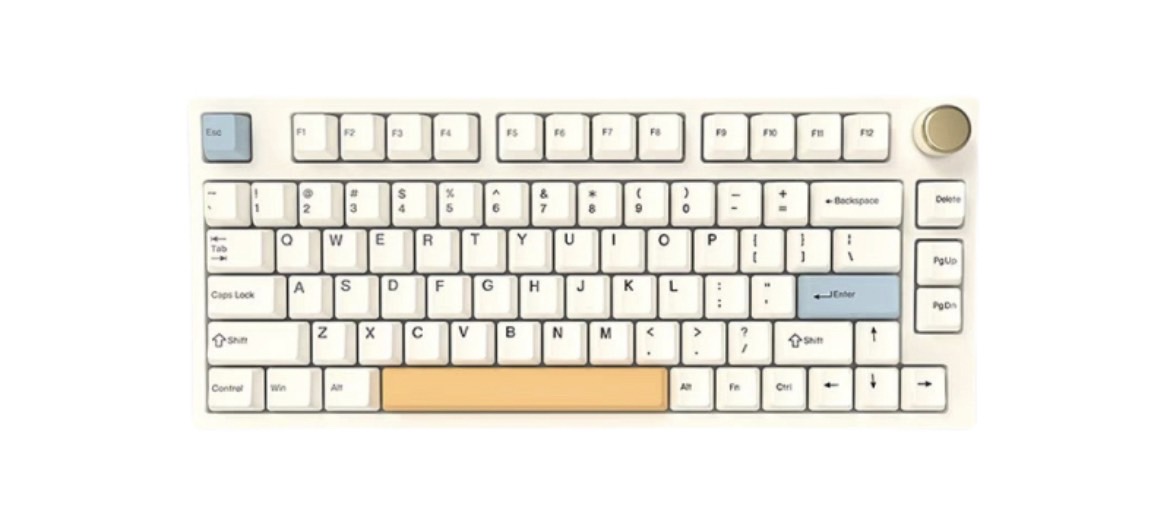 Esc F1 F2 F3 F4 F5 F6 F7 F8 F9 F10 F11 F12
~ ! @ # $ % ^ & * ( ) – + ←Backspace Delete
` 1 2 3 4 5 6 7 8 9 0 - =
Tab Q W E R T Y U I O P { } ¦ PgUp
[ ] \
Caps Lock A S D F G H J K L : " ←Enter PgDn
; '
⇧Shift Z X C V B N M < > ? ⇧Shift ↑
, . /
Control Win Alt Alt Fn Ctrl ← ↓ →